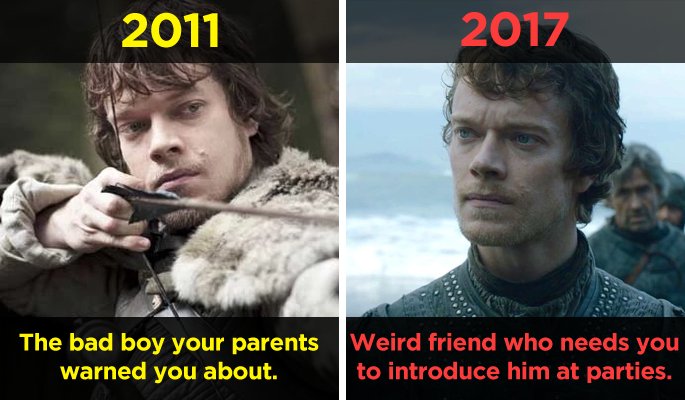 2011
The bad boy your parents
warned you about.
2017
Weird friend who needs you
to introduce him at parties.